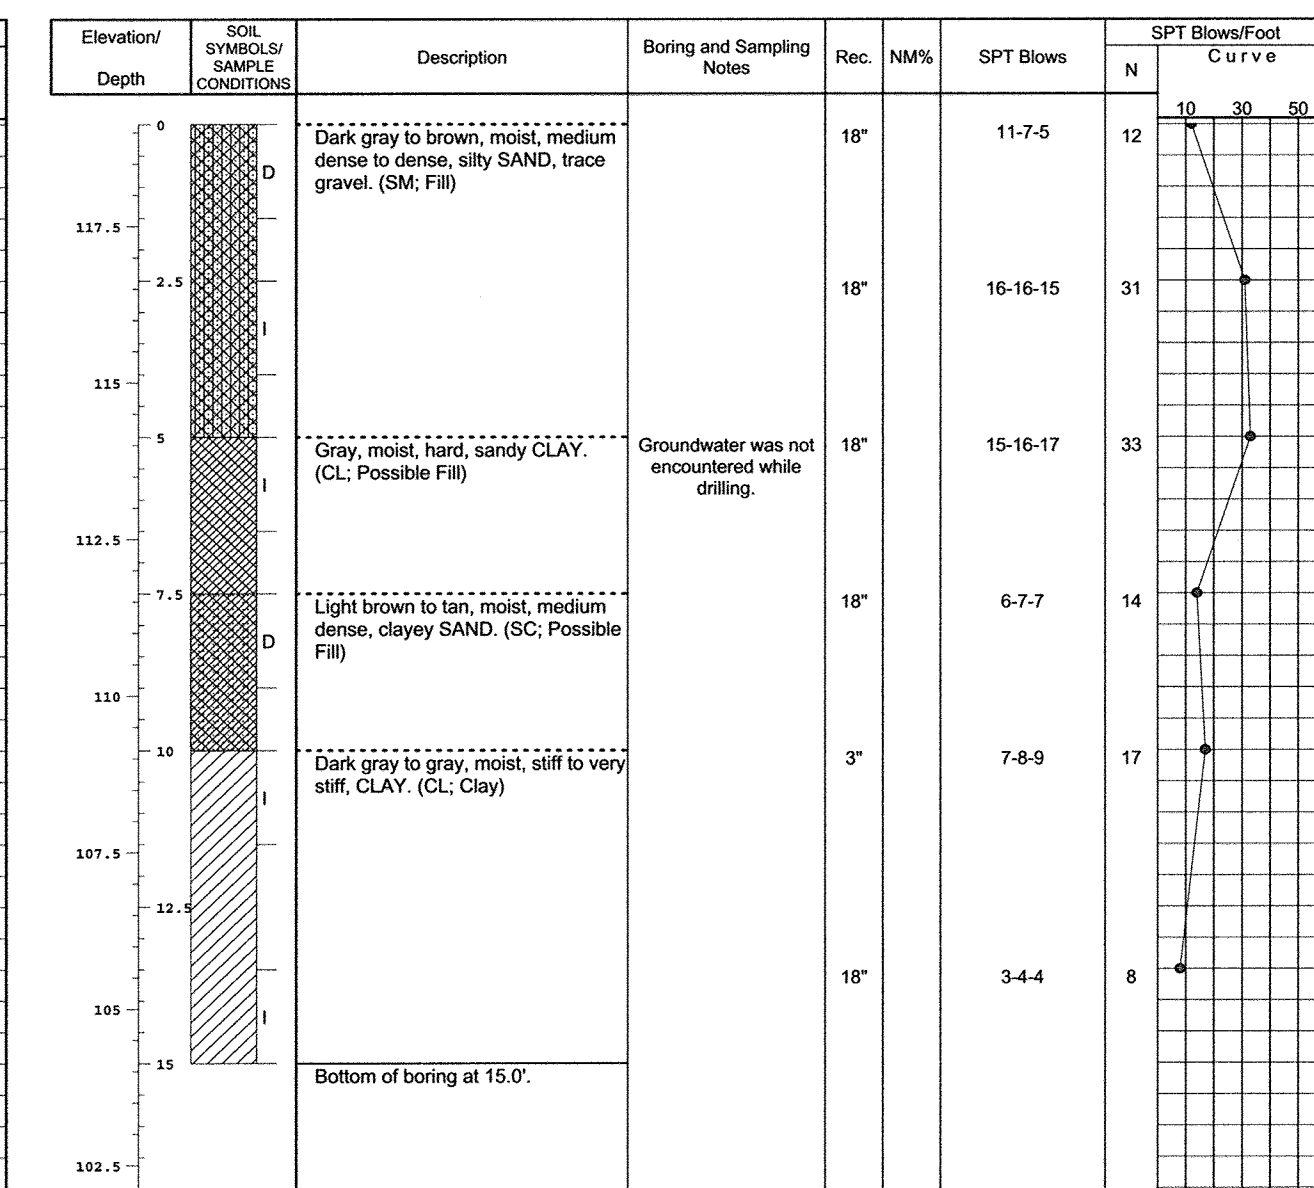 Elevation/
Depth
SOIL
SYMBOLS/
SAMPLE
CONDITIONS
Description
Boring and Sampling
Notes
Rec.
NM%
SPT Blows
SPT Blows/Foot
Curve
N
10 30 50
0
Dark gray to brown, moist, medium
dense to dense, silty SAND, trace
gravel. (SM; Fill)
18"
11-7-5
12
D
117.5
2.5
18"
16-16-15
31
I
115
5
Gray, moist, hard, sandy CLAY.
(CL; Possible Fill)
Groundwater was not
encountered while
drilling.
18"
15-16-17
33
I
112.5
7.5
Light brown to tan, moist, medium
dense, clayey SAND. (SC; Possible
Fill)
18"
6-7-7
14
D
110
10
Dark gray to gray, moist, stiff to very
stiff, CLAY. (CL; Clay)
3"
7-8-9
17
I
107.5
12.5
18"
3-4-4
8
105
I
15
Bottom of boring at 15.0'.
102.5